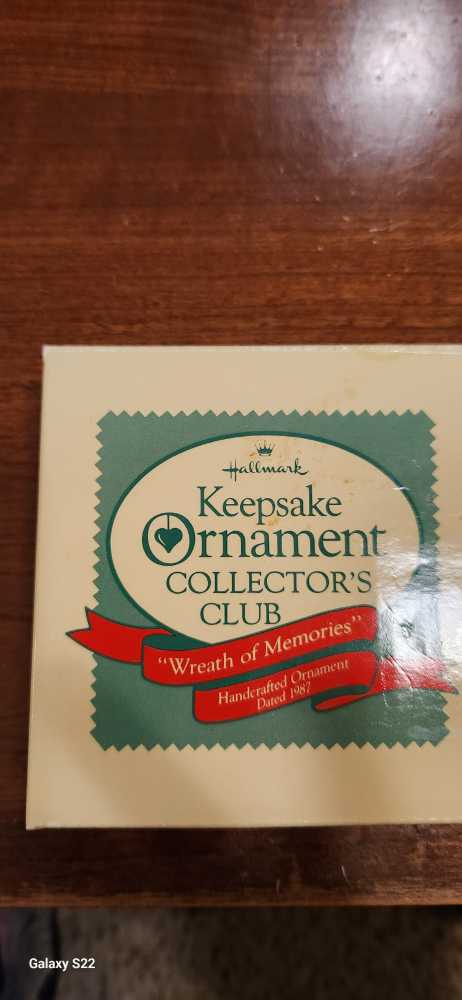 Hallmark
Keepsake
Ornament
COLLECTOR'S
CLUB
"Wreath of Memories"
Handcrafted Ornament
Dated 1987
Galaxy S22